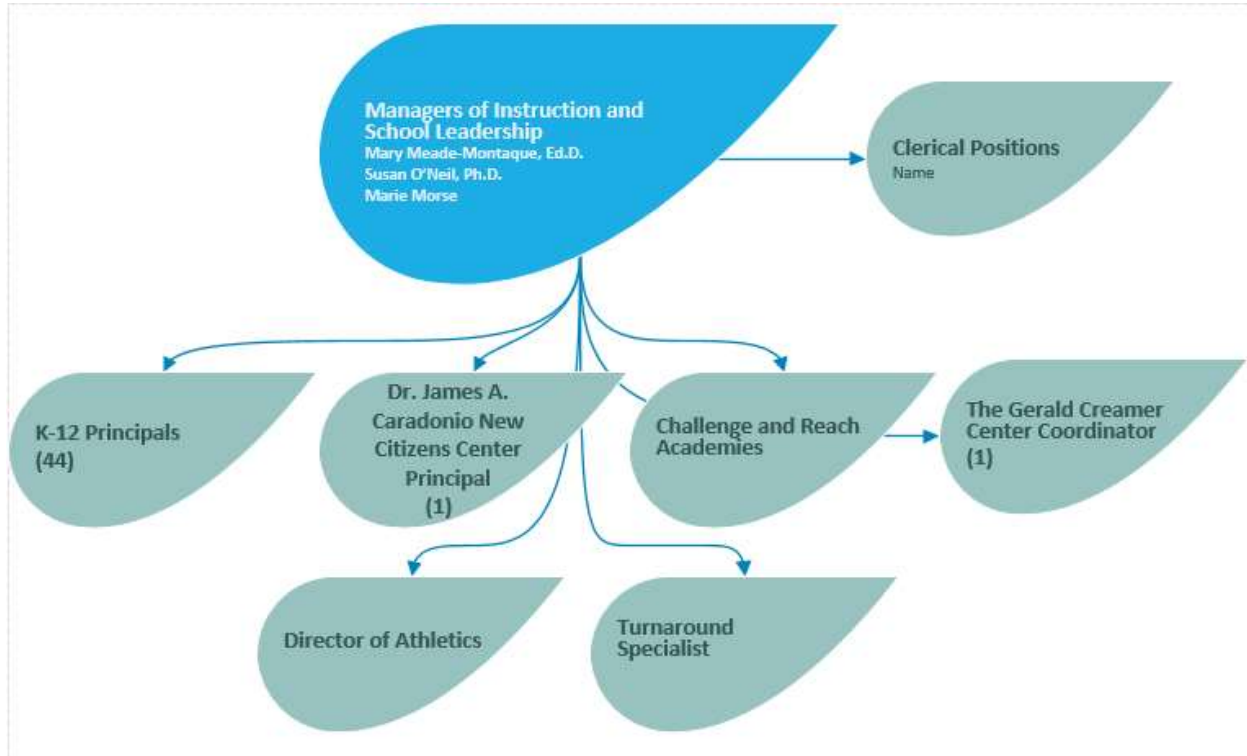 Managers of Instruction and
School Leadership
Mary Meade-Montaque, Ed.D.
Susan O'Neil, Ph.D.
Marie Morse
Clerical Positions
Name
K-12 Principals
(44)
Dr. James A.
Caradonio New
Citizens Center
Principal
(1)
Challenge and Reach
Academies
The Gerald Creamer
Center Coordinator
(1)
Director of Athletics
Turnaround
Specialist